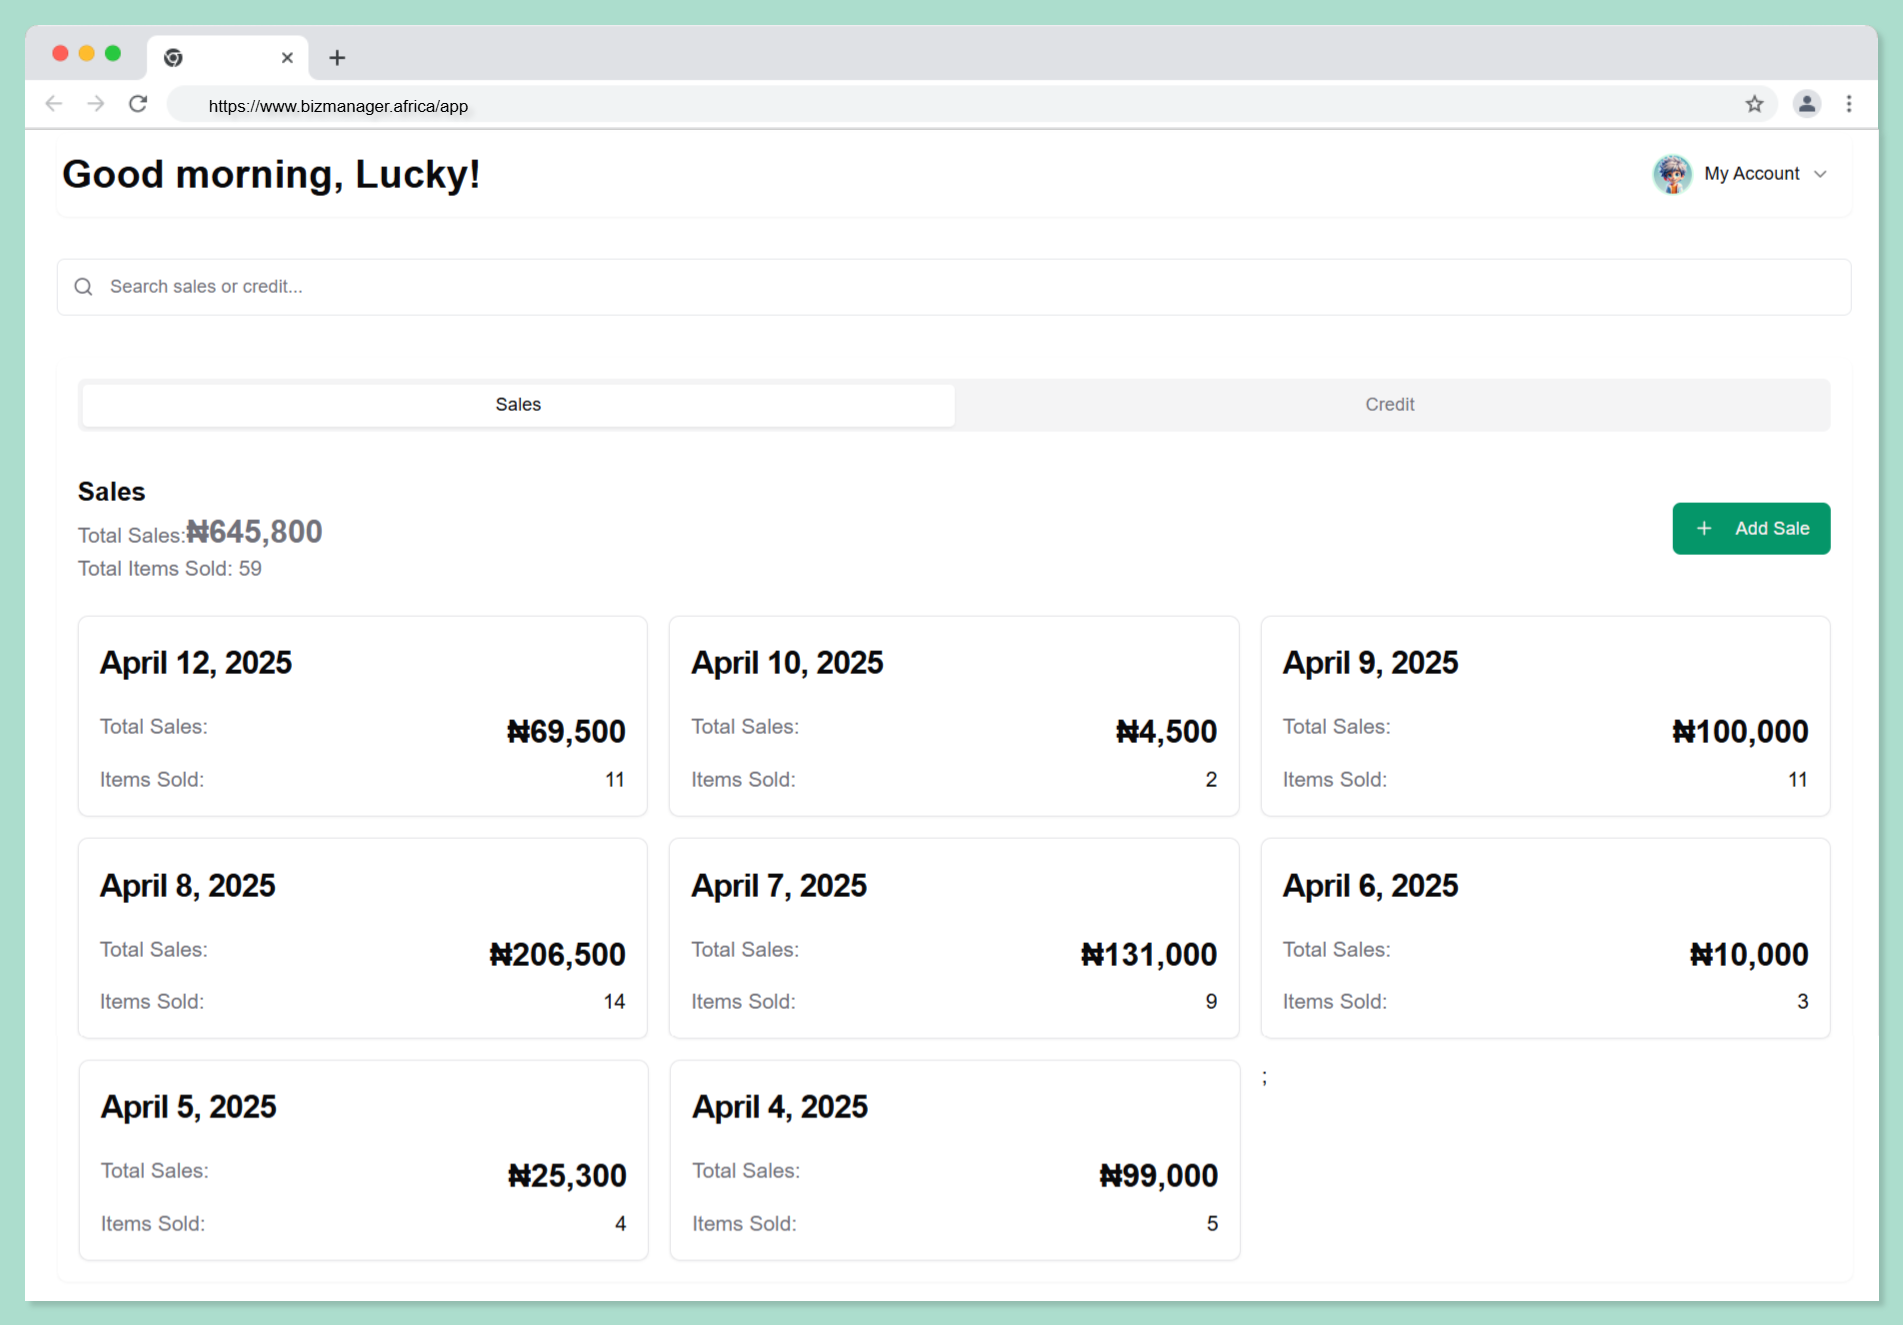 https://www.bizmanager.africa/app
Good morning, Lucky!
My Account
Search sales or credit...
Sales
Credit
Sales
Total Sales:₦645,800
Total Items Sold: 59
+ Add Sale
April 12, 2025
Total Sales: ₦69,500
Items Sold: 11
April 10, 2025
Total Sales: ₦4,500
Items Sold: 2
April 9, 2025
Total Sales: ₦100,000
Items Sold: 11
April 8, 2025
Total Sales: ₦206,500
Items Sold: 14
April 7, 2025
Total Sales: ₦131,000
Items Sold: 9
April 6, 2025
Total Sales: ₦10,000
Items Sold: 3
April 5, 2025
Total Sales: ₦25,300
Items Sold: 4
April 4, 2025
Total Sales: ₦99,000
Items Sold: 5
;